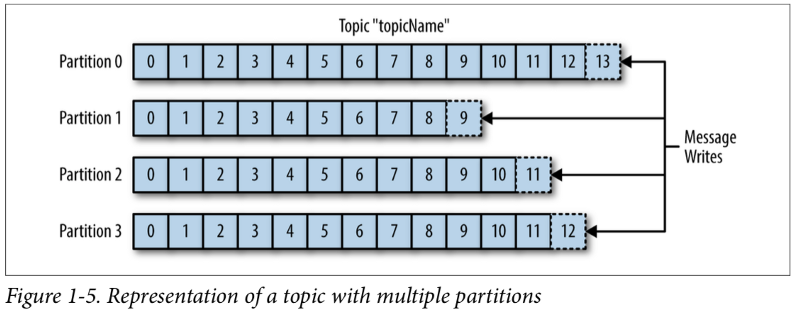 Topic "topicName"
Partition 0 0 1 2 3 4 5 6 7 8 9 10 11 12 13
Partition 1 0 1 2 3 4 5 6 7 8 9
Message
Writes
Partition 2 0 1 2 3 4 5 6 7 8 9 10 11
Partition 3 0 1 2 3 4 5 6 7 8 9 10 11 12
Figure 1-5. Representation of a topic with multiple partitions